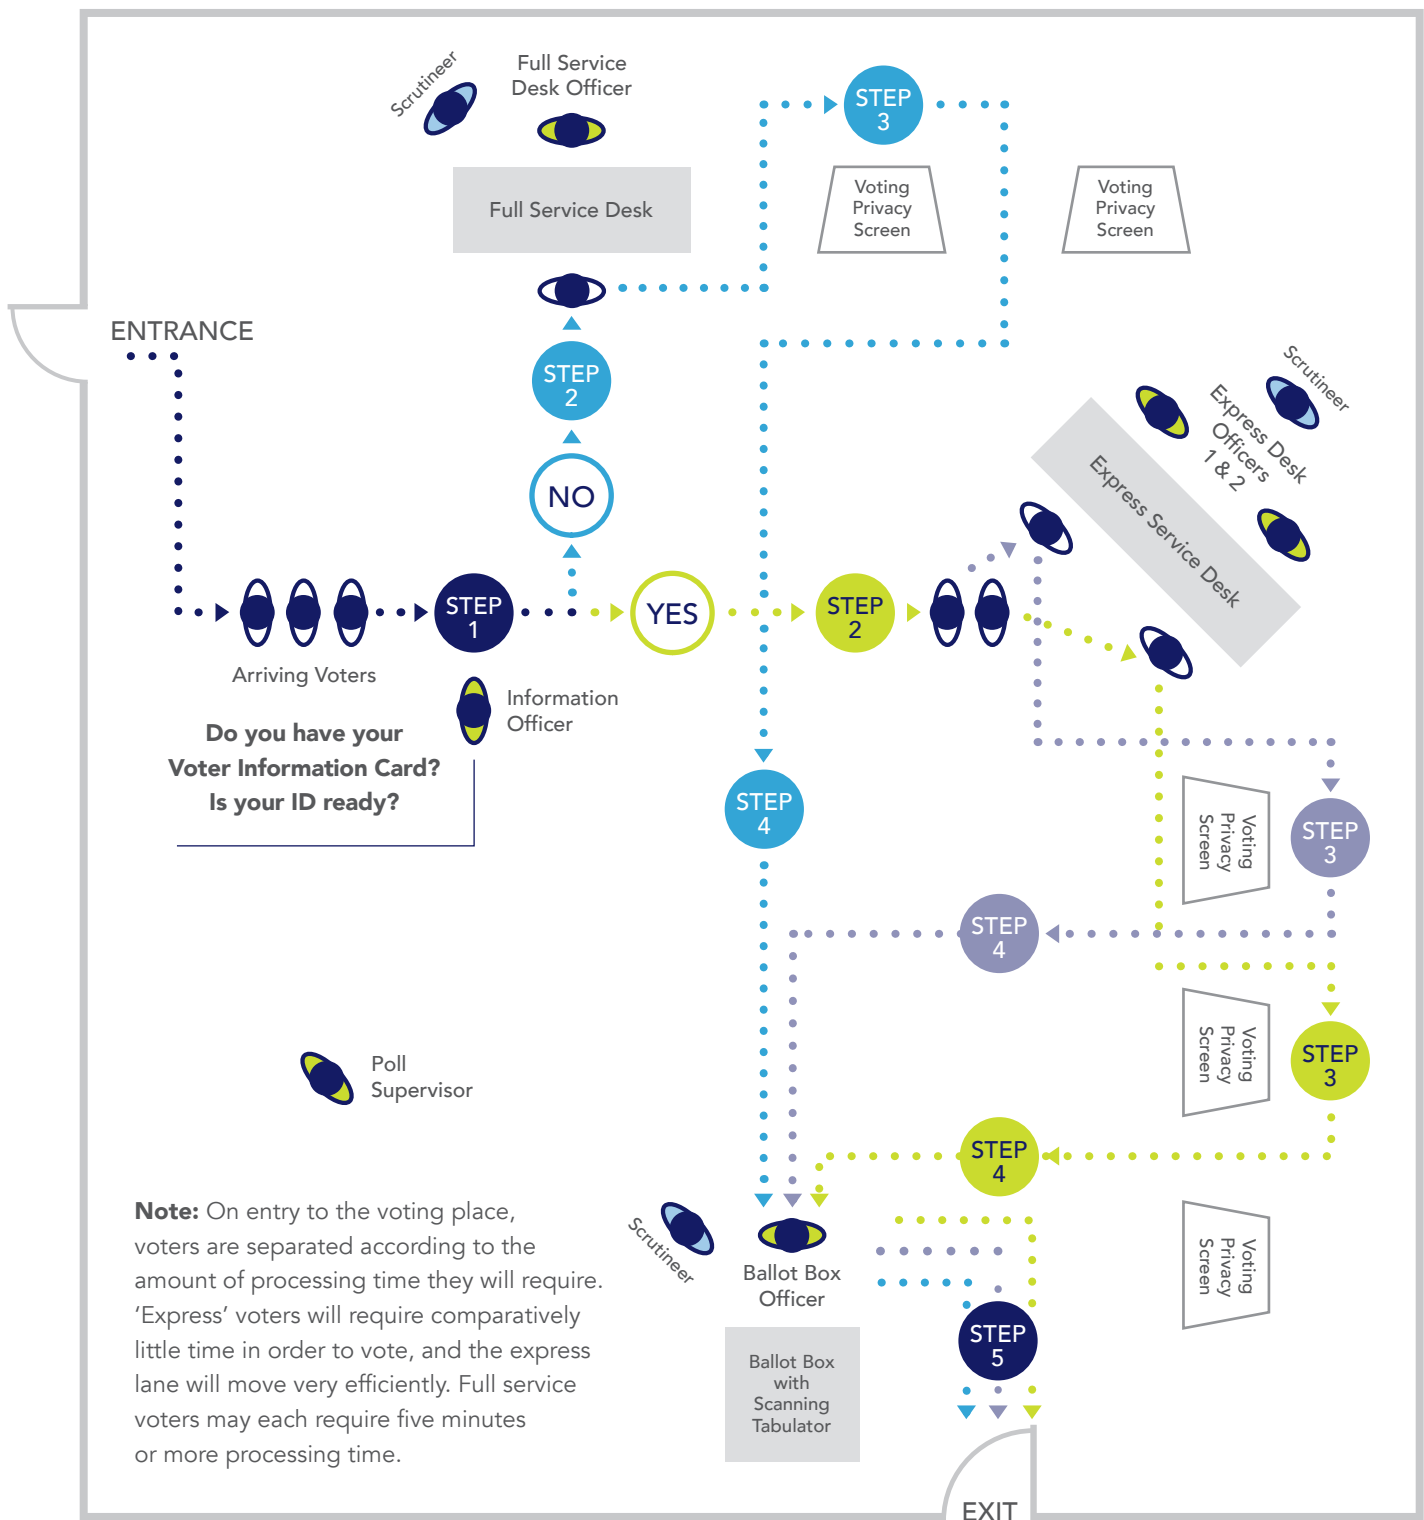 Scrutineer
Full Service
Desk Officer
STEP
3
Full Service Desk
Voting
Privacy
Screen
Voting
Privacy
Screen
ENTRANCE
STEP
2
Scrutineer
Express Desk
Officers
1 & 2
Express Service Desk
NO
STEP
1
YES
STEP
2
Arriving Voters
Information
Officer
Do you have your
Voter Information Card?
Is your ID ready?
STEP
4
Voting
Privacy
Screen
STEP
3
STEP
4
Voting
Privacy
Screen
STEP
3
Poll
Supervisor
STEP
4
Note: On entry to the voting place,
voters are separated according to the
amount of processing time they will require.
'Express' voters will require comparatively
little time in order to vote, and the express
lane will move very efficiently. Full service
voters may each require five minutes
or more processing time.
Scrutineer
Ballot Box
Officer
Voting
Privacy
Screen
STEP
5
Ballot Box
with
Scanning
Tabulator
EXIT